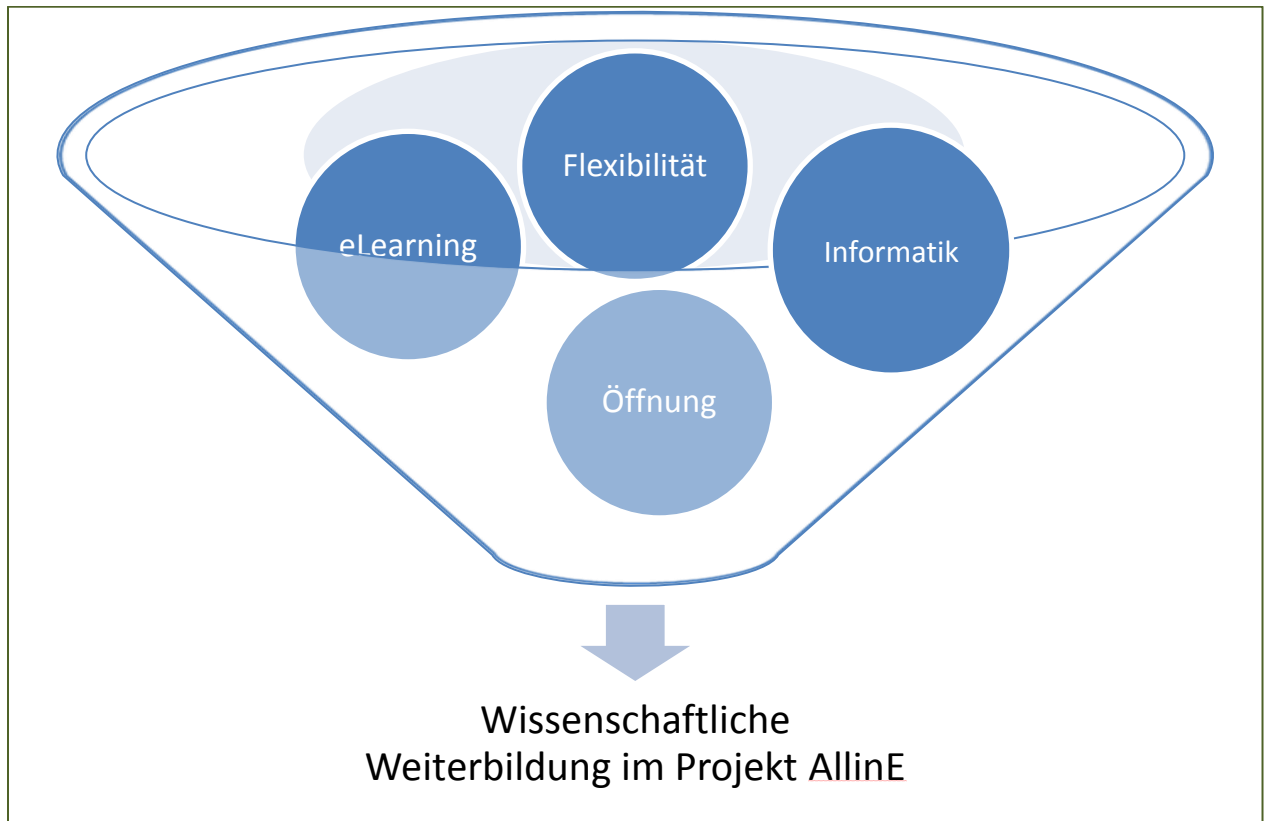 Flexibilität
eLearning
Informatik
Öffnung
Wissenschaftliche
Weiterbildung im Projekt AllinE